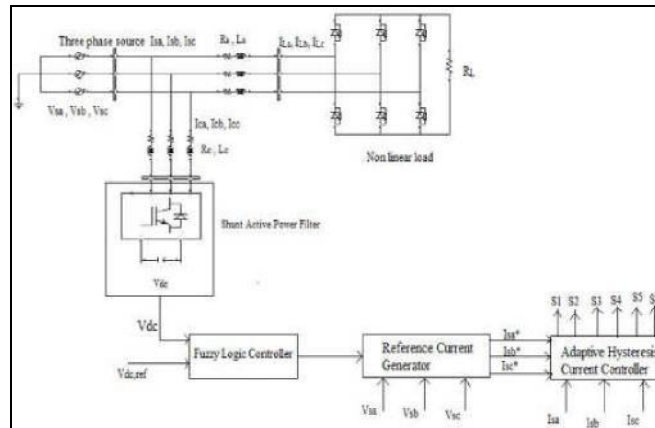 Three phase source Isa, Isb, Isc
Rs , Ls
ILa, ILb, ILc
RL
Vsa, Vsb , Vsc
Ica, Icb, Icc
Rc , Lc
Non linear load
Shunt Active Power Filter
Vdc
Vdc
Vdc,ref
Fuzzy Logic Controller
Reference Current
Generator
Isa*
Isb*
Isc*
S1 S2 S3 S4 S5
Adaptive Hysteresis
Current Controller
Vsa Vsb Vsc
Isa Isb Isc